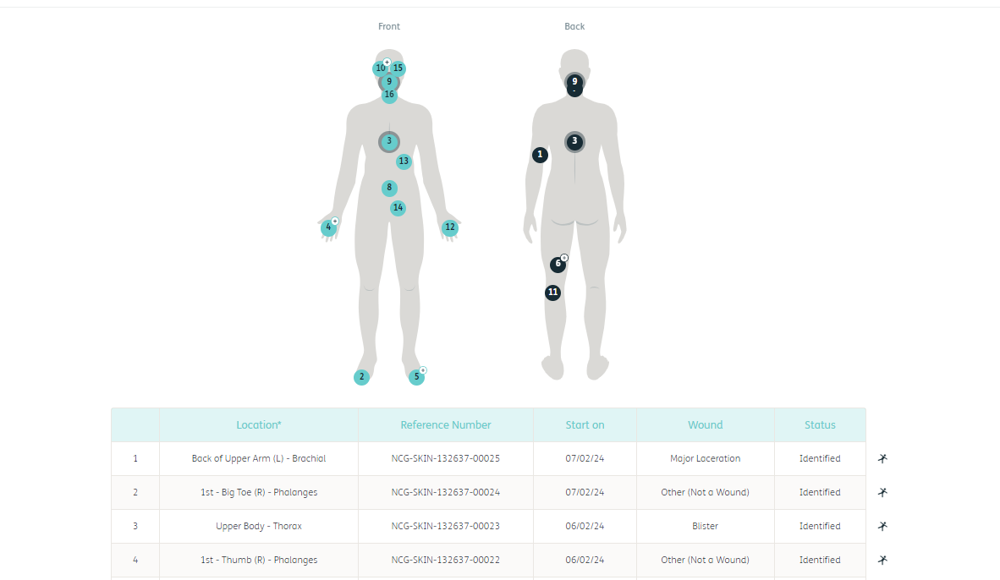 Front Back
10 + 15
9 9
16 -
3 3
1
13
8
14
4 + 12
6 +
11
2 5 +
Location* Reference Number Start on Wound Status
1 Back of Upper Arm (L) - Brachial NCG-SKIN-132637-00025 07/02/24 Major Laceration Identified
2 1st - Big Toe (R) - Phalanges NCG-SKIN-132637-00024 07/02/24 Other (Not a Wound) Identified
3 Upper Body - Thorax NCG-SKIN-132637-00023 06/02/24 Blister Identified
4 1st - Thumb (R) - Phalanges NCG-SKIN-132637-00022 06/02/24 Other (Not a Wound) Identified